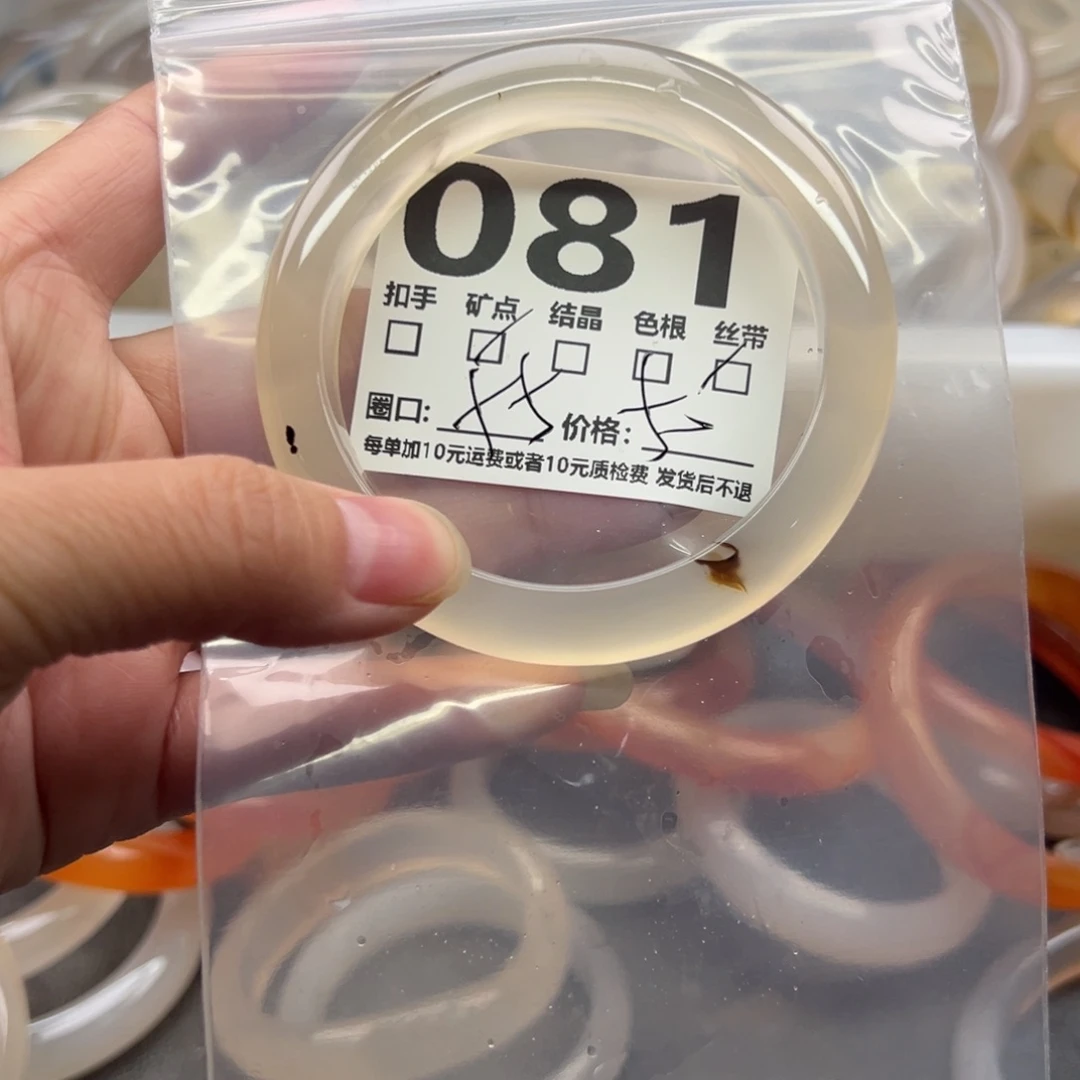 081
扣手 矿点 结晶 色根 丝带
圈口: 价格:
每单加10元运费或者10元质检费 发货后不退